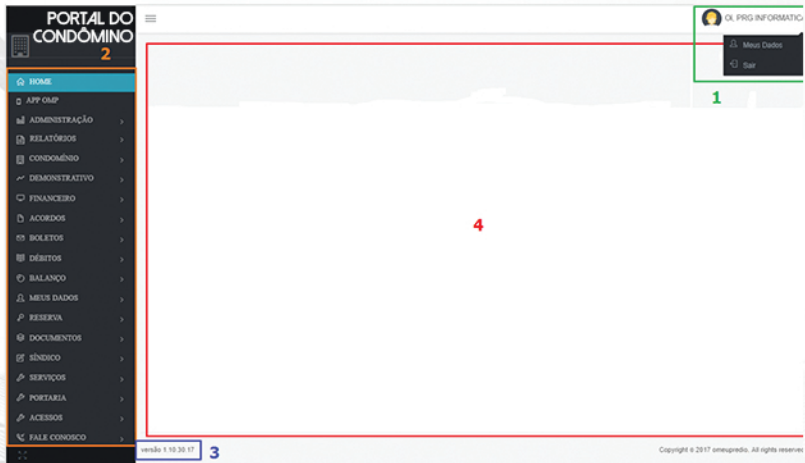 PORTAL DO
CONDÔMINO
2
OI, PRG INFORMATIC
Meus Dados
Sair
1
HOME
APP OMP
ADMINISTRAÇÃO
RELATÓRIOS
CONDOMÍNIO
DEMONSTRATIVO
FINANCEIRO
ACORDOS
BOLETOS
DÉBITOS
BALANÇO
MEUS DADOS
RESERVA
DOCUMENTOS
SÍNDICO
SERVIÇOS
PORTARIA
ACESSOS
FALE CONOSCO
4
versão 1.10.30.17
3
Copyright © 2017 omeupredio. All rights reserved